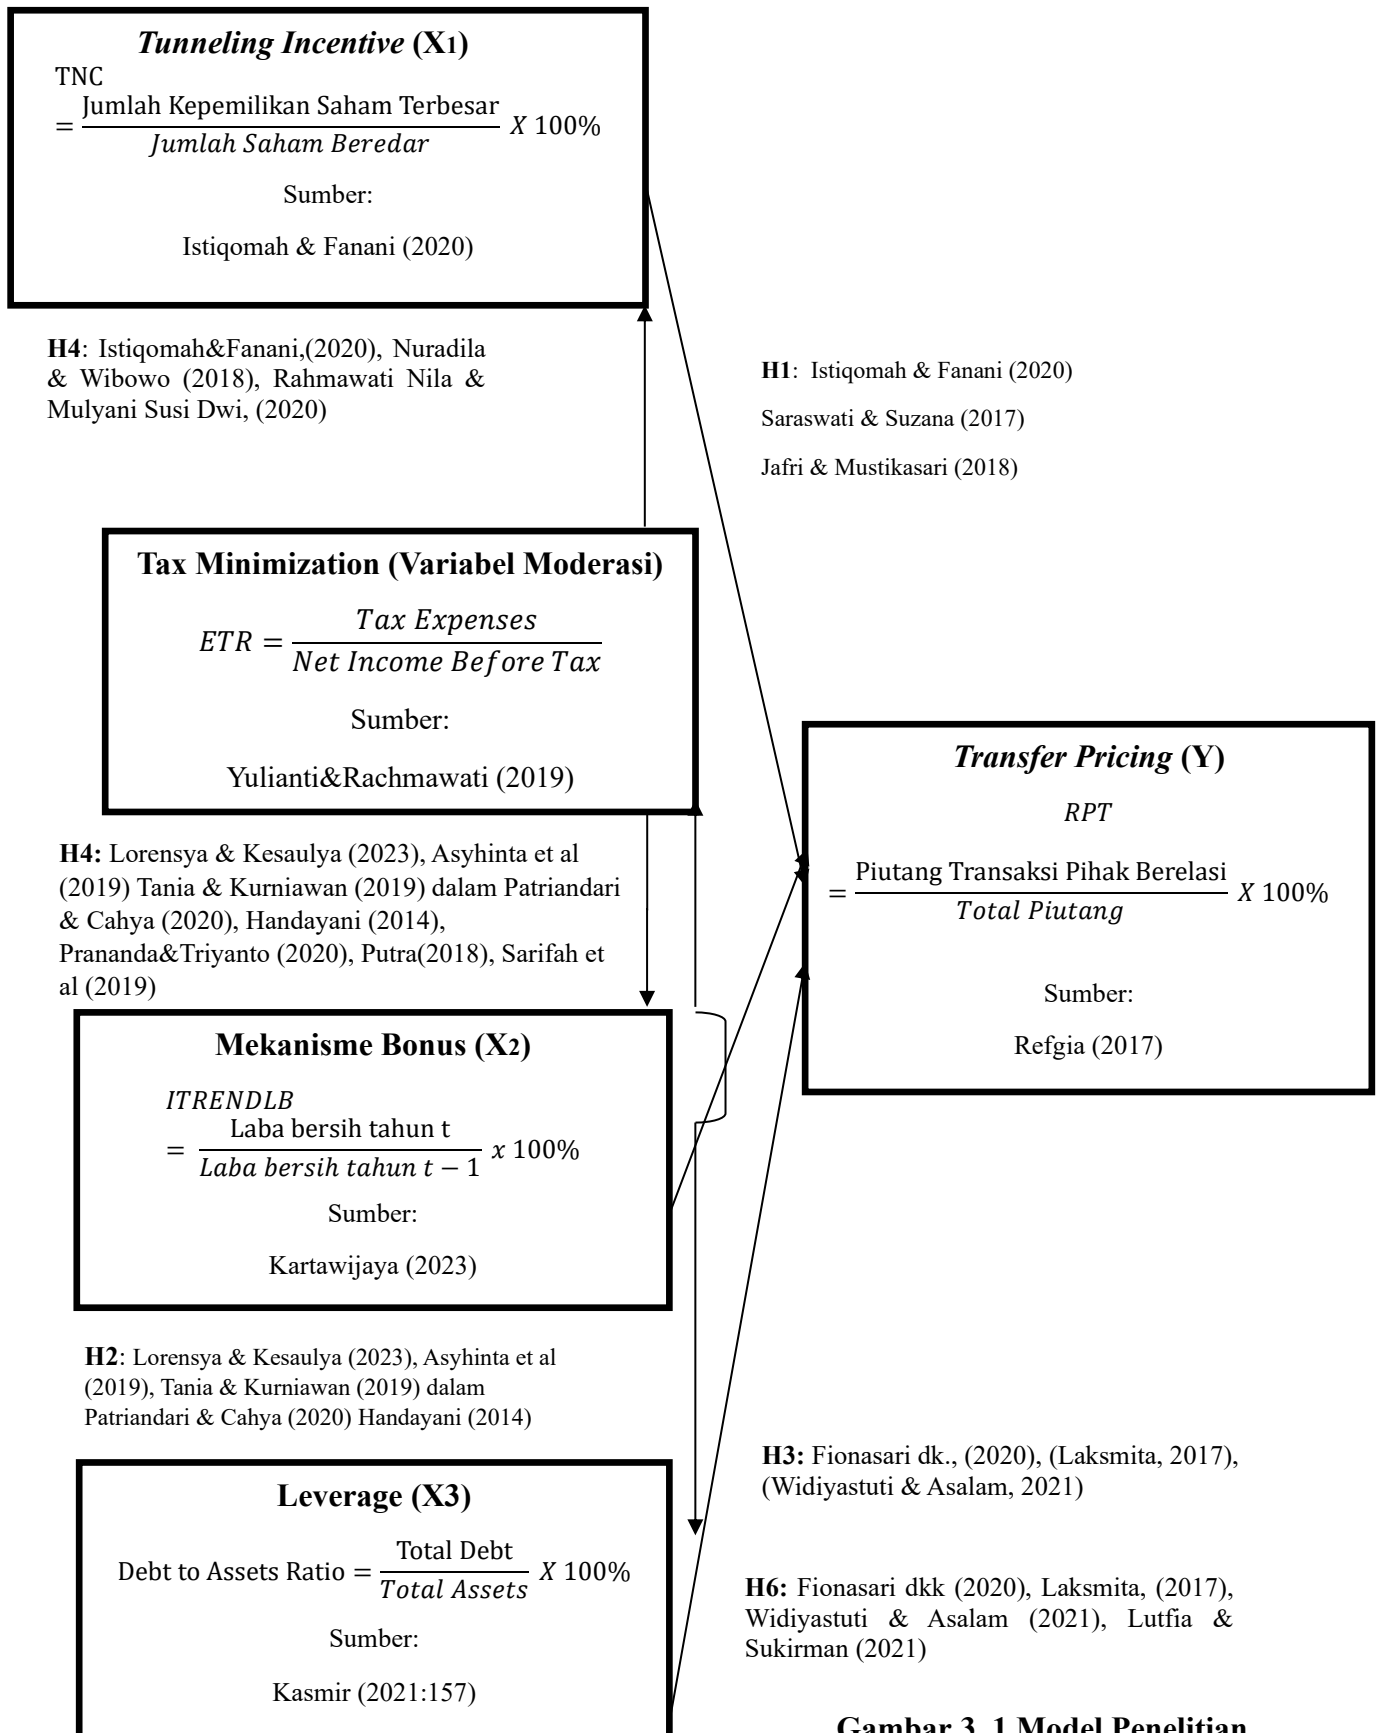 Tunneling Incentive (X1)
TNC
= Jumlah Kepemilikan Saham Terbesar / Jumlah Saham Beredar X 100%
Sumber:
Istiqomah & Fanani (2020)
H4: Istiqomah&Fanani,(2020), Nuradila
& Wibowo (2018), Rahmawati Nila &
Mulyani Susi Dwi, (2020)
H1: Istiqomah & Fanani (2020)
Saraswati & Suzana (2017)
Jafri & Mustikasari (2018)
Tax Minimization (Variabel Moderasi)
ETR = Tax Expenses / Net Income Before Tax
Sumber:
Yulianti&Rachmawati (2019)
Transfer Pricing (Y)
RPT
= Piutang Transaksi Pihak Berelasi / Total Piutang X 100%
Sumber:
Refgia (2017)
H4: Lorensya & Kesaulya (2023), Asyhinta et al
(2019) Tania & Kurniawan (2019) dalam Patriandari
& Cahya (2020), Handayani (2014),
Prananda&Triyanto (2020), Putra(2018), Sarifah et
al (2019)
Mekanisme Bonus (X2)
ITRENDLB
= Laba bersih tahun t / Laba bersih tahun t − 1 x 100%
Sumber:
Kartawijaya (2023)
H2: Lorensya & Kesaulya (2023), Asyhinta et al
(2019), Tania & Kurniawan (2019) dalam
Patriandari & Cahya (2020) Handayani (2014)
H3: Fionasari dk., (2020), (Laksmita, 2017),
(Widiyastuti & Asalam, 2021)
Leverage (X3)
Debt to Assets Ratio = Total Debt / Total Assets X 100%
Sumber:
Kasmir (2021:157)
H6: Fionasari dkk (2020), Laksmita, (2017),
Widiyastuti & Asalam (2021), Lutfia &
Sukirman (2021)
Gambar 3. 1 Model Penelitian